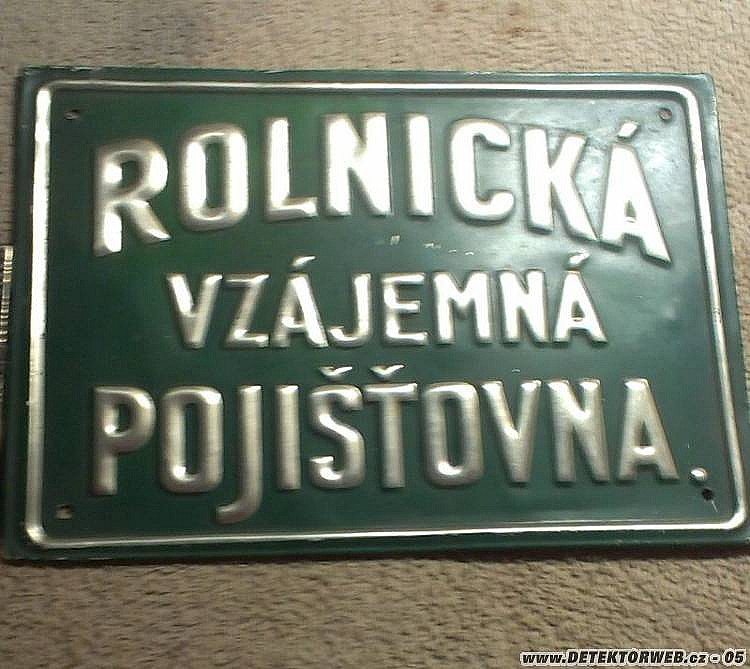 ROLNICKÁ
VZÁJEMNÁ
POJIŠŤOVNA.
www.DETEKTORWEB.cz - 05